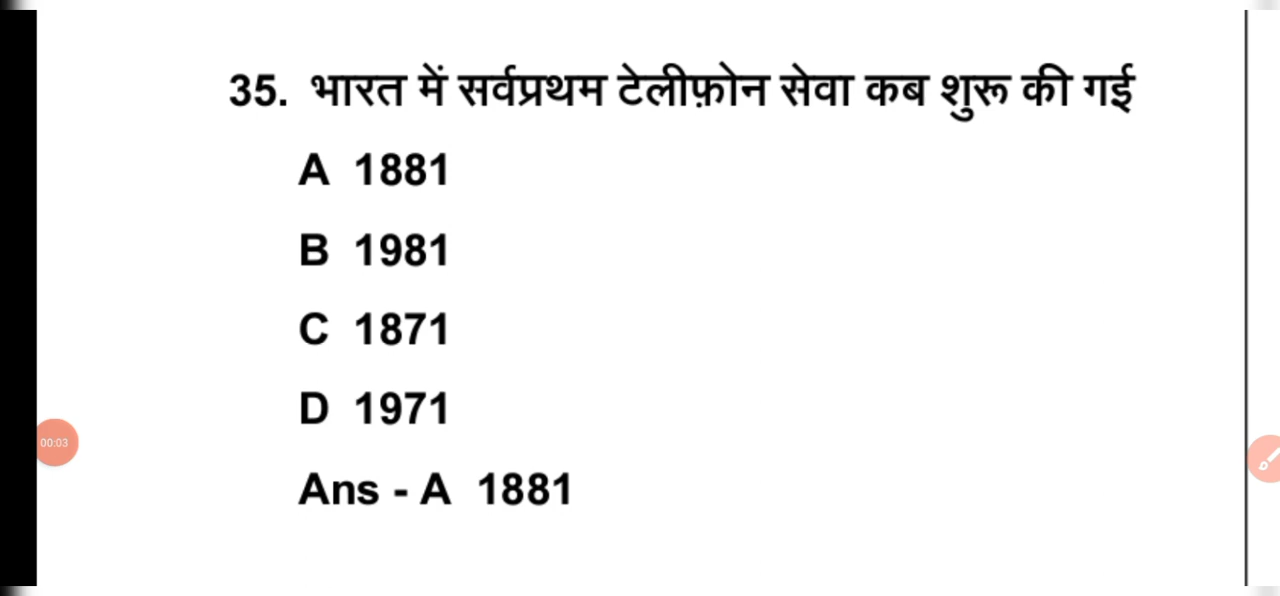 35. भारत में सर्वप्रथम टेलीफ़ोन सेवा कब शुरू की गई
A 1881
B 1981
C 1871
D 1971
00:03
Ans - A 1881